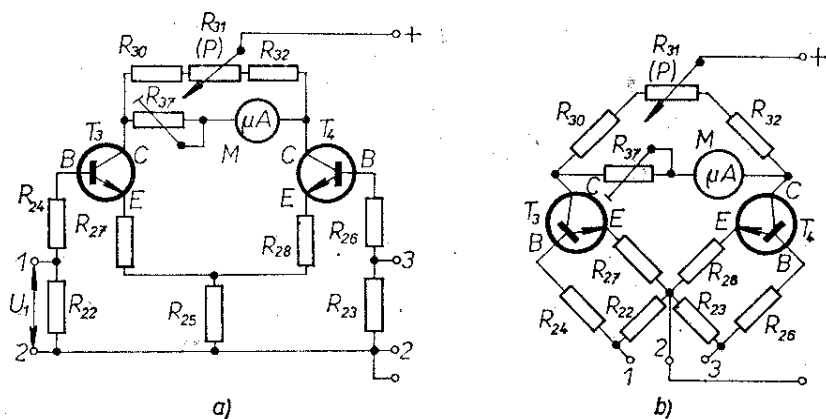 R31
(P)
R30
R32
+
R37
µA
M
T3
T4
B
C
C
B
E
E
R24
R27
R28
R26
1
3
U1
R22
R25
R23
2
2
a)
R31
(P)
+
R30
R32
R37
µA
M
C
C
T3
E
E
T4
B
B
R27
R28
R24
R22
R23
R26
1
2
3
b)